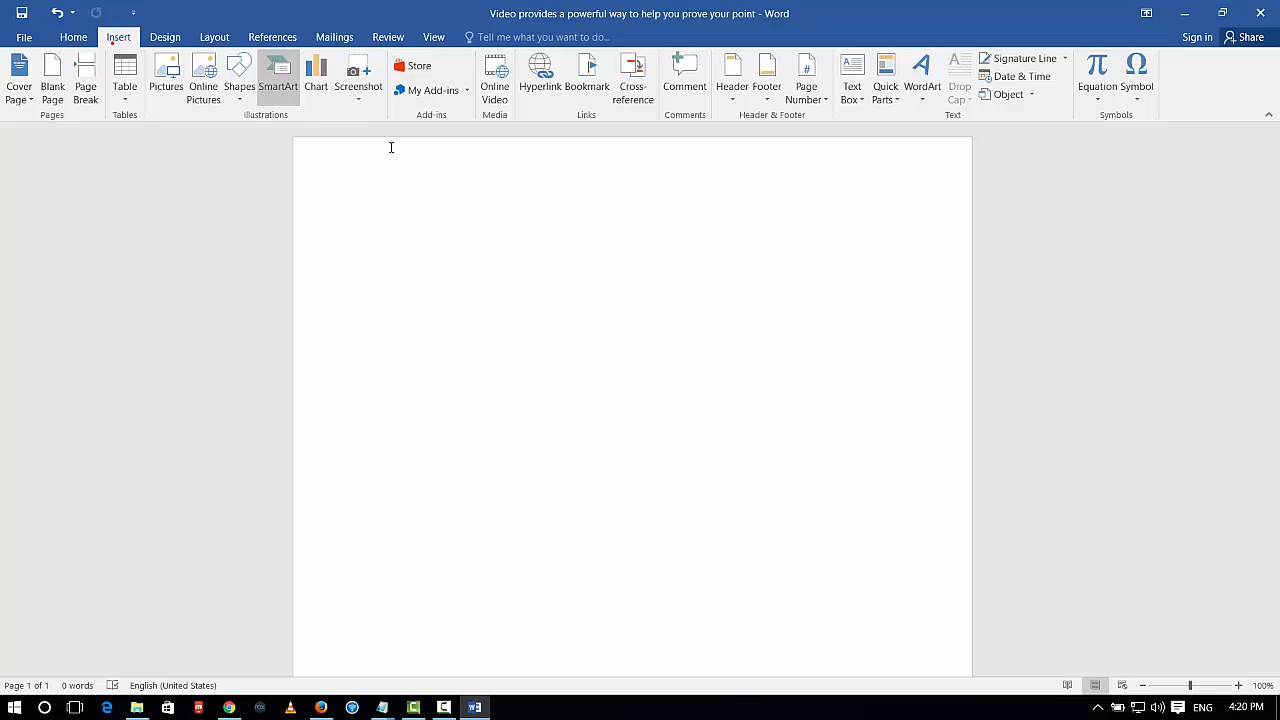 Video provides a powerful way to help you prove your point - Word
File Home Insert Design Layout References Mailings Review View Tell me what you want to do... Sign in Share
Cover Page Blank Page Page Break Table Pictures Online Pictures Shapes SmartArt Chart Screenshot Store My Add-ins Online Video Hyperlink Bookmark Cross-reference Comment Header Footer Page Number Text Box Quick Parts WordArt Drop Cap Signature Line Date & Time Object Equation Symbol
Pages Tables Illustrations Add-ins Media Links Comments Header & Footer Text Symbols
Page 1 of 1 0 words English (United States) 100%
ENG 4:20 PM